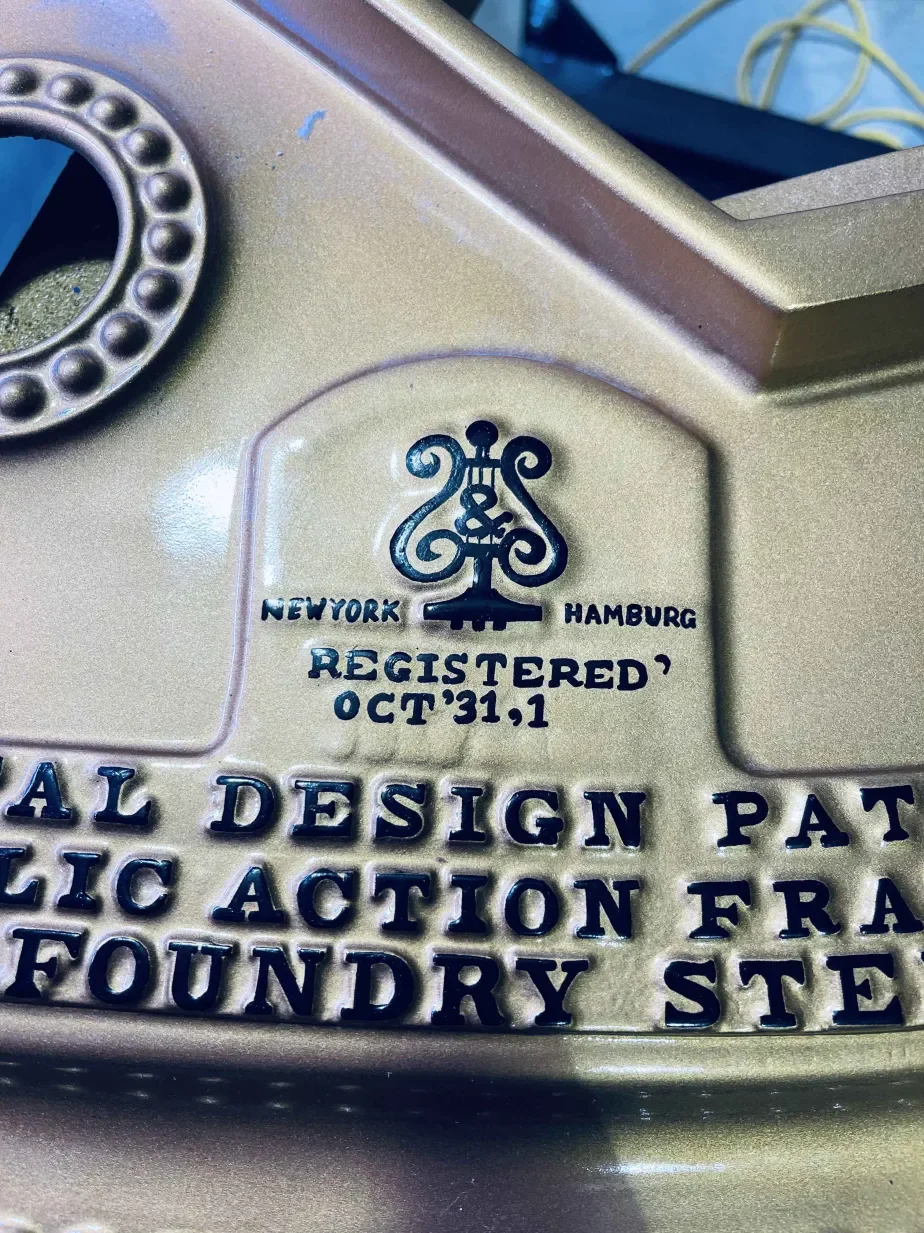 &
NEWYORK HAMBURG
REGISTERED’
OCT’31,1
AL DESIGN PAT
LIC ACTION FRA
FOUNDRY STE